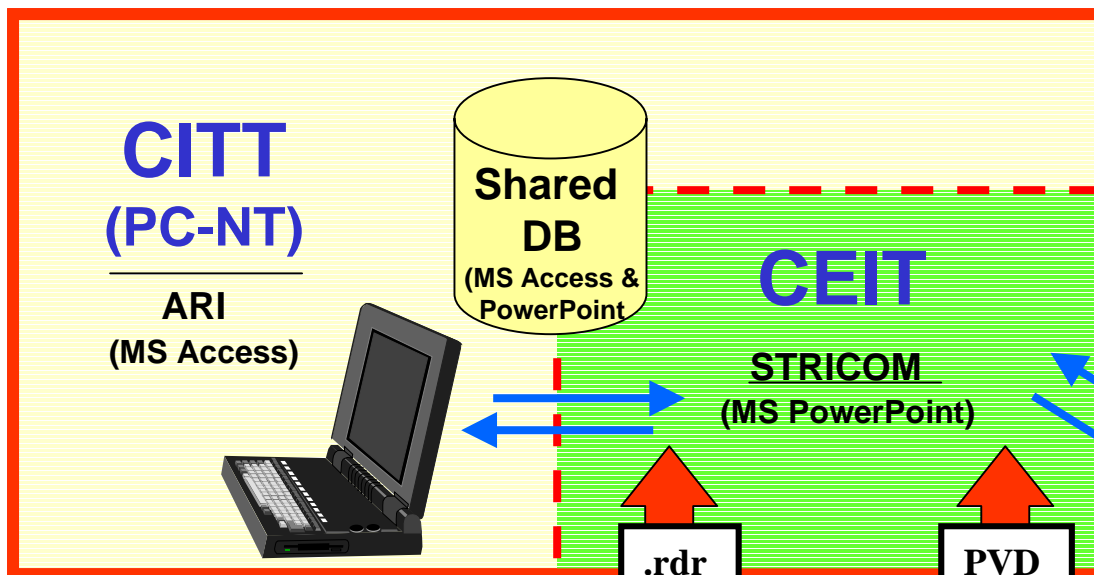 CITT
(PC-NT)
ARI
(MS Access)
Shared
DB
(MS Access &
PowerPoint
CEIT
STRICOM
(MS PowerPoint)
.rdr
PVD